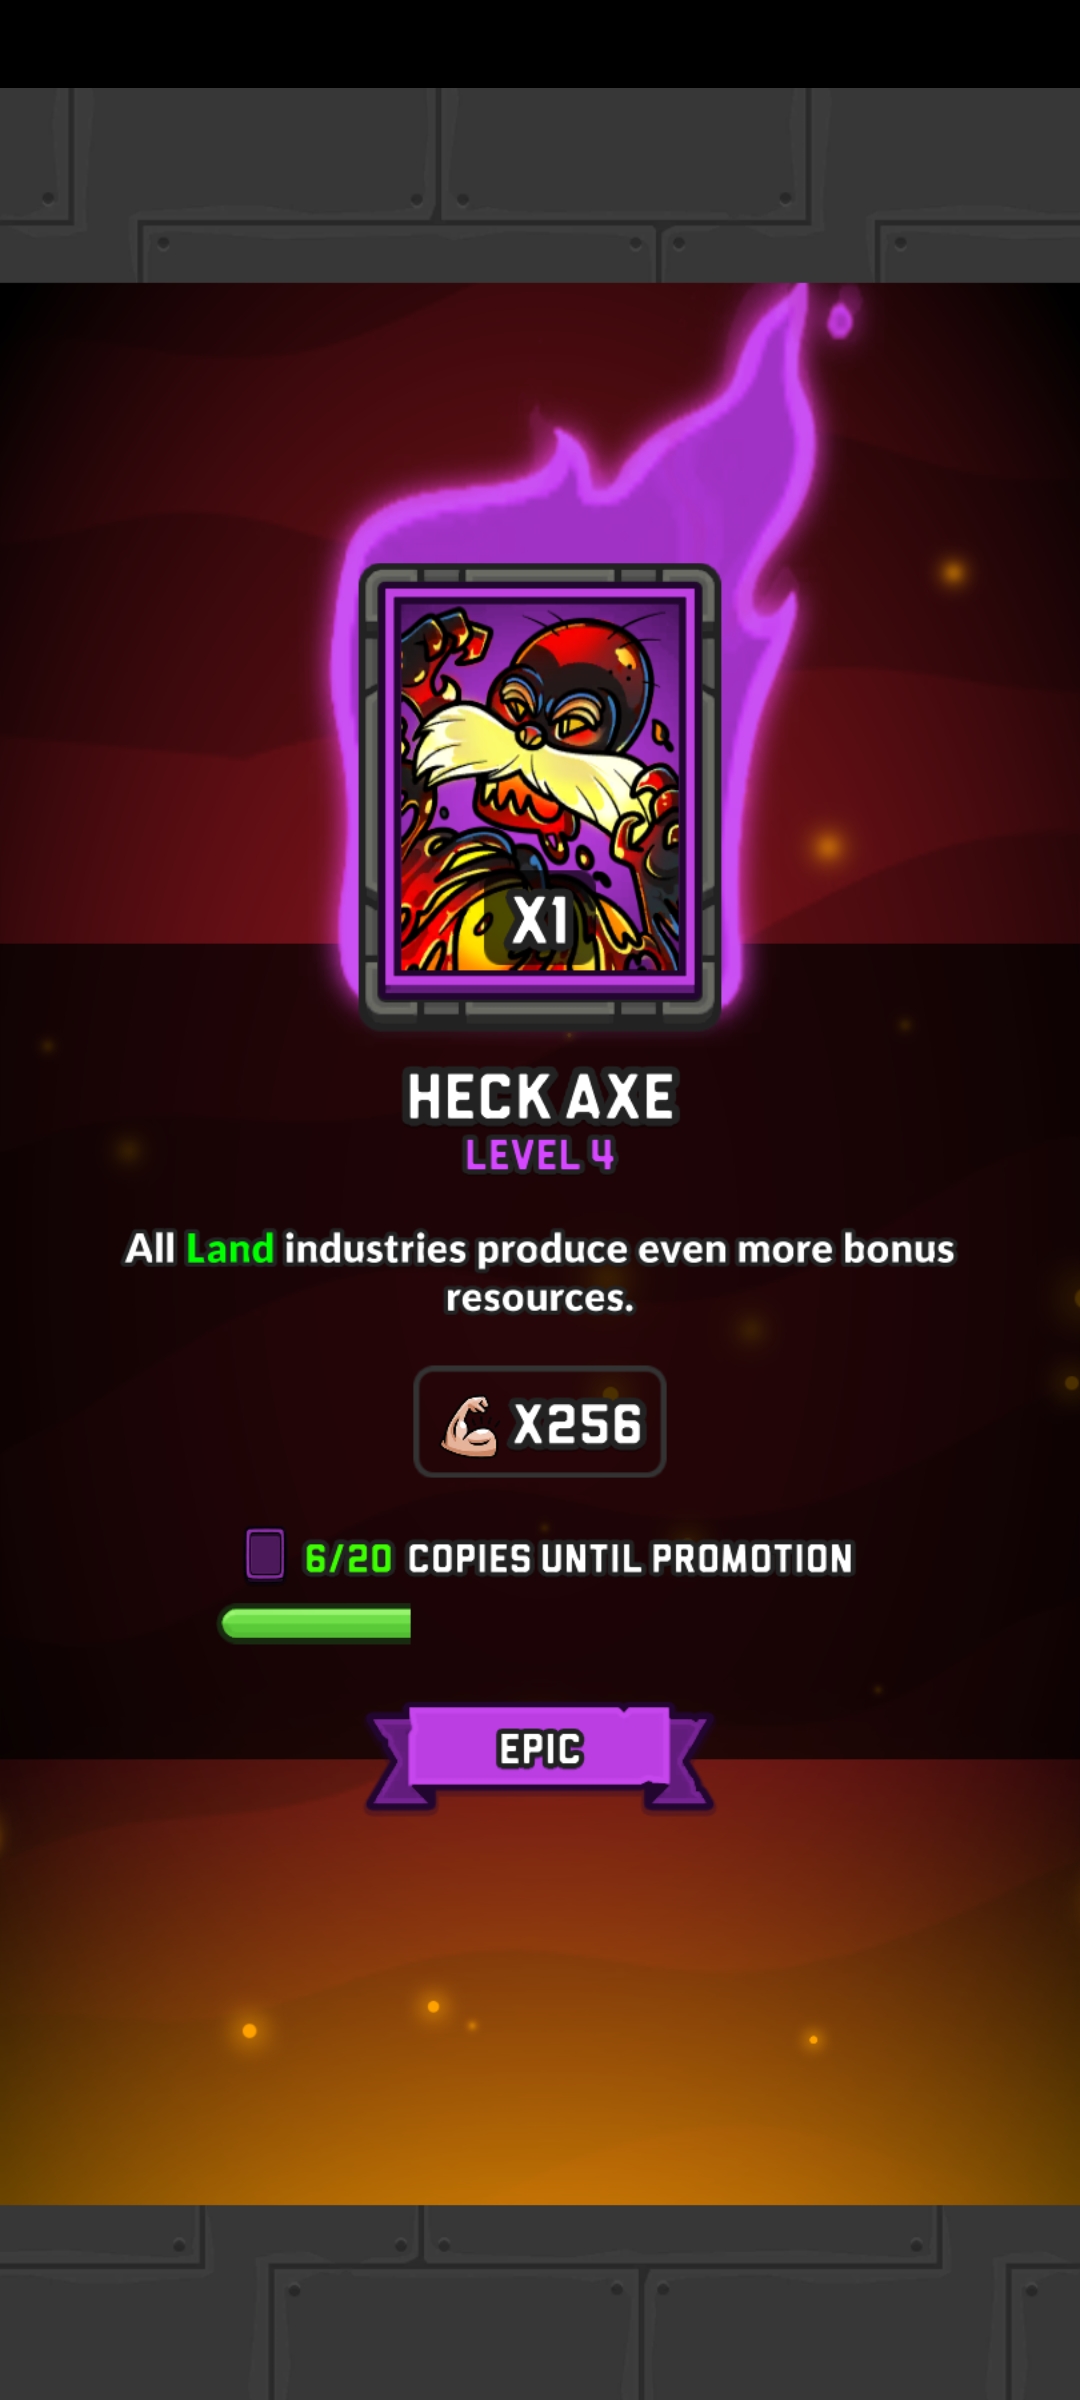 X1
HECK AXE
LEVEL 4
All Land industries produce even more bonus
resources.
X256
6/20 COPIES UNTIL PROMOTION
EPIC